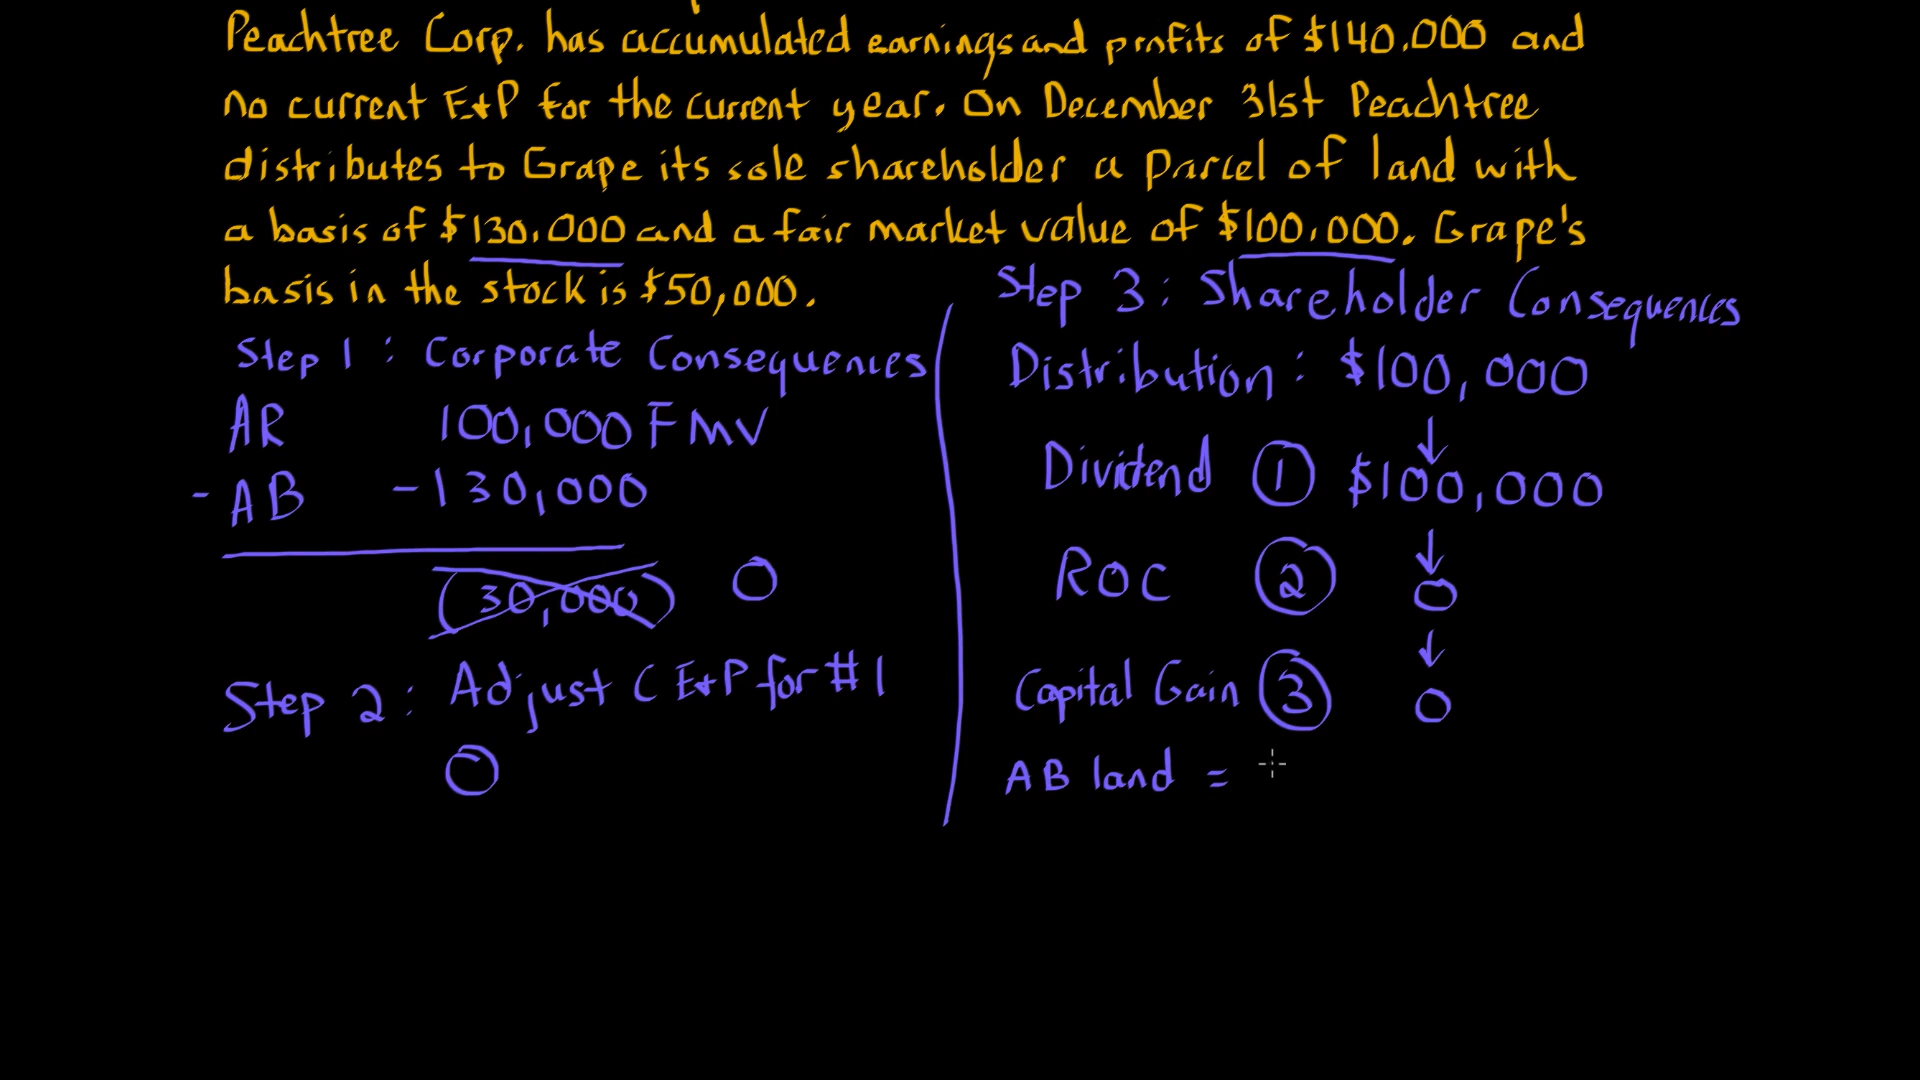 Peachtree Corp. has accumulated earnings and profits of $140,000 and
no current E+P for the current year. On December 31st Peachtree
distributes to Grape its sole shareholder a parcel of land with
a basis of $130,000 and a fair market value of $100,000. Grape's
basis in the stock is $50,000.
Step 1: Corporate Consequences
AR 100,000 FMV
- AB -130,000
(30,000) 0
Step 2: Adjust C E+P for #1
0
Step 3: Shareholder Consequences
Distribution: $100,000
↓
Dividend ① $100,000
↓
ROC ② 0
↓
Capital Gain ③ 0
AB land =